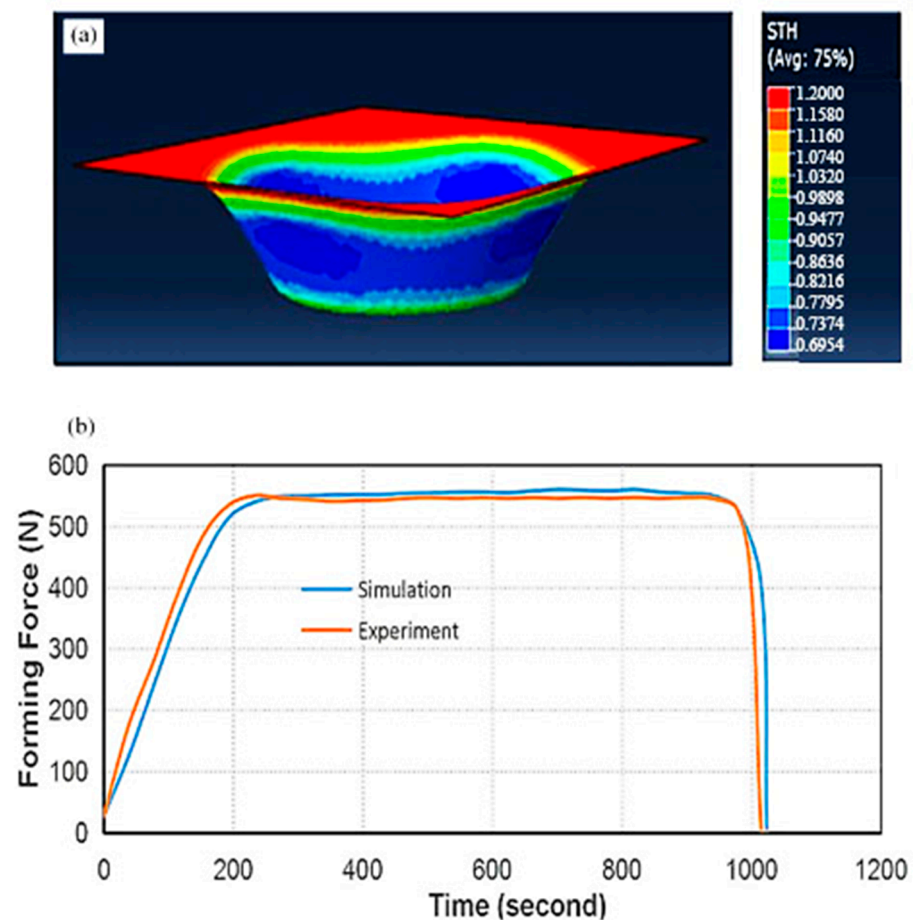 (a)
STH
(Avg: 75%)
1.2000
1.1580
1.1160
1.0740
1.0320
0.9898
0.9477
0.9057
0.8636
0.8216
0.7795
0.7374
0.6954
(b)
600
500
400
300
200
100
0
Forming Force (N)
Simulation
Experiment
0 200 400 600 800 1000 1200
Time (second)